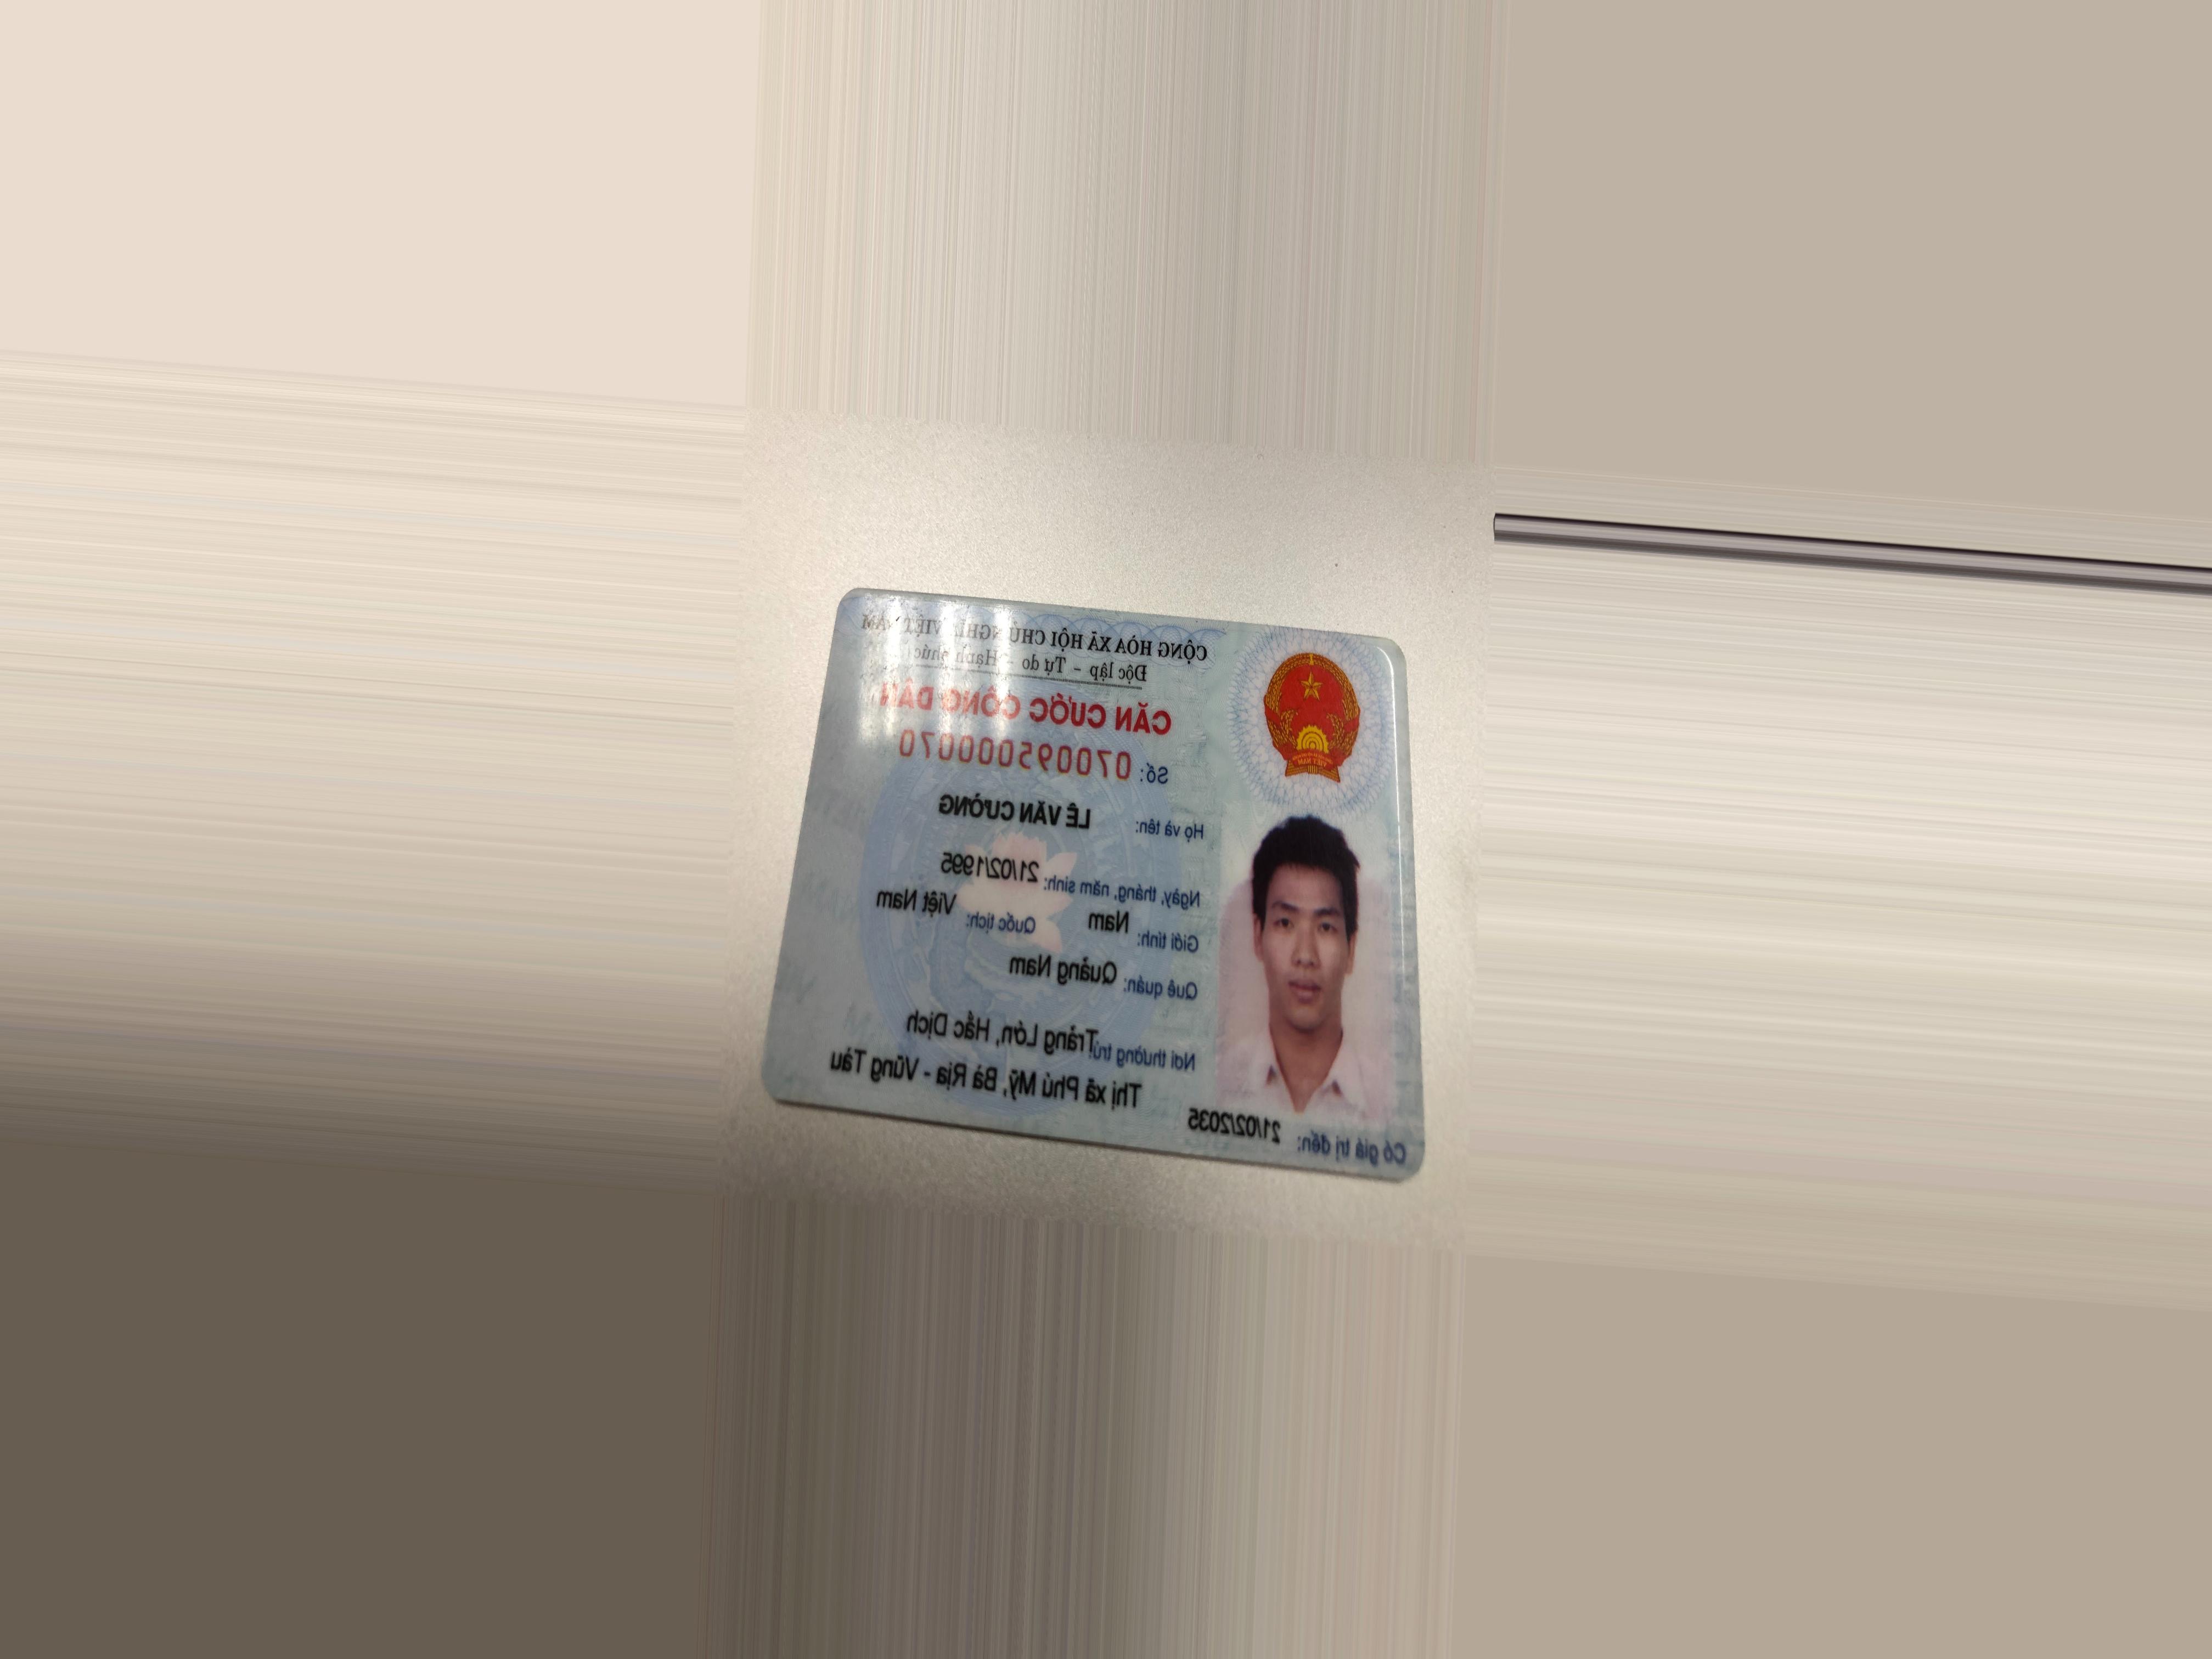 CỘNG HÒA XÃ HỘI CHỦ NGHĨA VIỆT NAM
Độc lập - Tự do - Hạnh phúc
CĂN CƯỚC CÔNG DÂN
Số: 070095000070
Họ và tên: LÊ VĂN CƯỜNG
Ngày, tháng, năm sinh: 21/02/1995
Giới tính: Nam Quốc tịch: Việt Nam
Quê quán: Quảng Nam
Nơi thường trú: Trảng Lớn, Hắc Dịch
Thị xã Phú Mỹ, Bà Rịa - Vũng Tàu
Có giá trị đến: 21/02/2035
VIỆT NAM